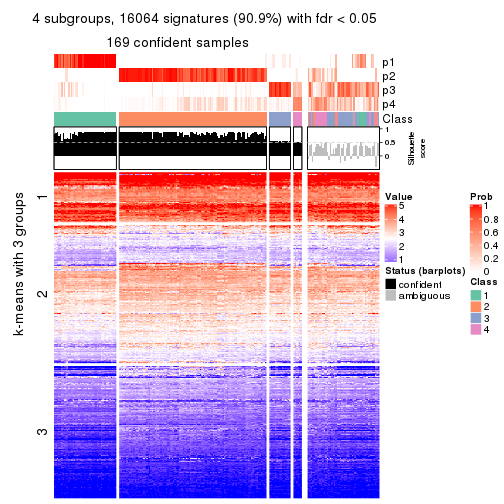 4 subgroups, 16064 signatures (90.9%) with fdr < 0.05
169 confident samples
p1
p2
p3
p4
Class
1
0.5
0
Silhouette
score
k-means with 3 groups
1
2
3
Value
5
4
3
2
1
Status (barplots)
confident
ambiguous
Prob
1
0.8
0.6
0.4
0.2
0
Class
1
2
3
4